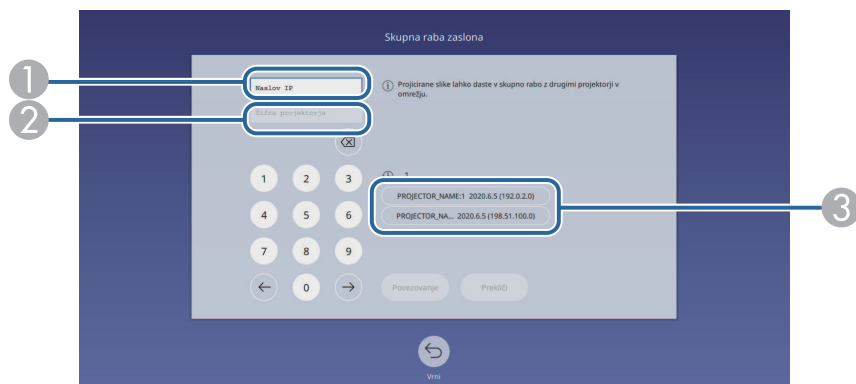 Skupna raba zaslona
1
Naslov IP
Projicirane slike lahko daste v skupno rabo z drugimi projektorji v
omrežju.
2
Šifra projektorja
1 2 3
1
PROJECTOR_NAME:1 2020.6.5 (192.0.2.0)
3
4 5 6
PROJECTOR_NA... 2020.6.5 (198.51.100.0)
7 8 9
0
Povezovanje
Prekliči
Vrni